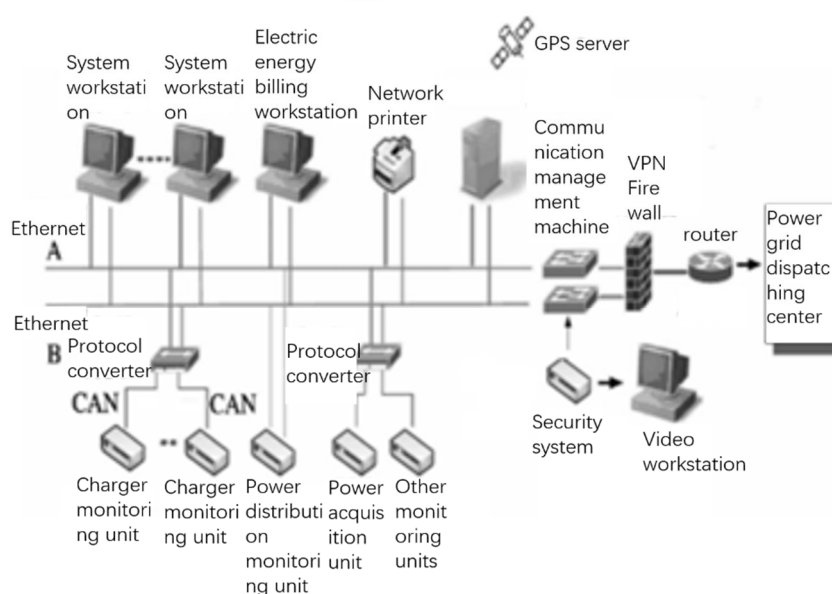 GPS server
System
workstati
on
System
workstati
on
Electric
energy
billing
workstation
Network
printer
Commu
nication
manage
ment
machine
VPN
Fire
wall
router
Power
grid
dispatc
hing
center
Ethernet
A
Ethernet
B
Protocol
converter
Protocol
converter
CAN
CAN
Security
system
Video
workstation
Charger
monitori
ng unit
Charger
monitori
ng unit
Power
distributi
on
monitori
ng unit
Power
acquis
ition
unit
Other
monit
oring
units